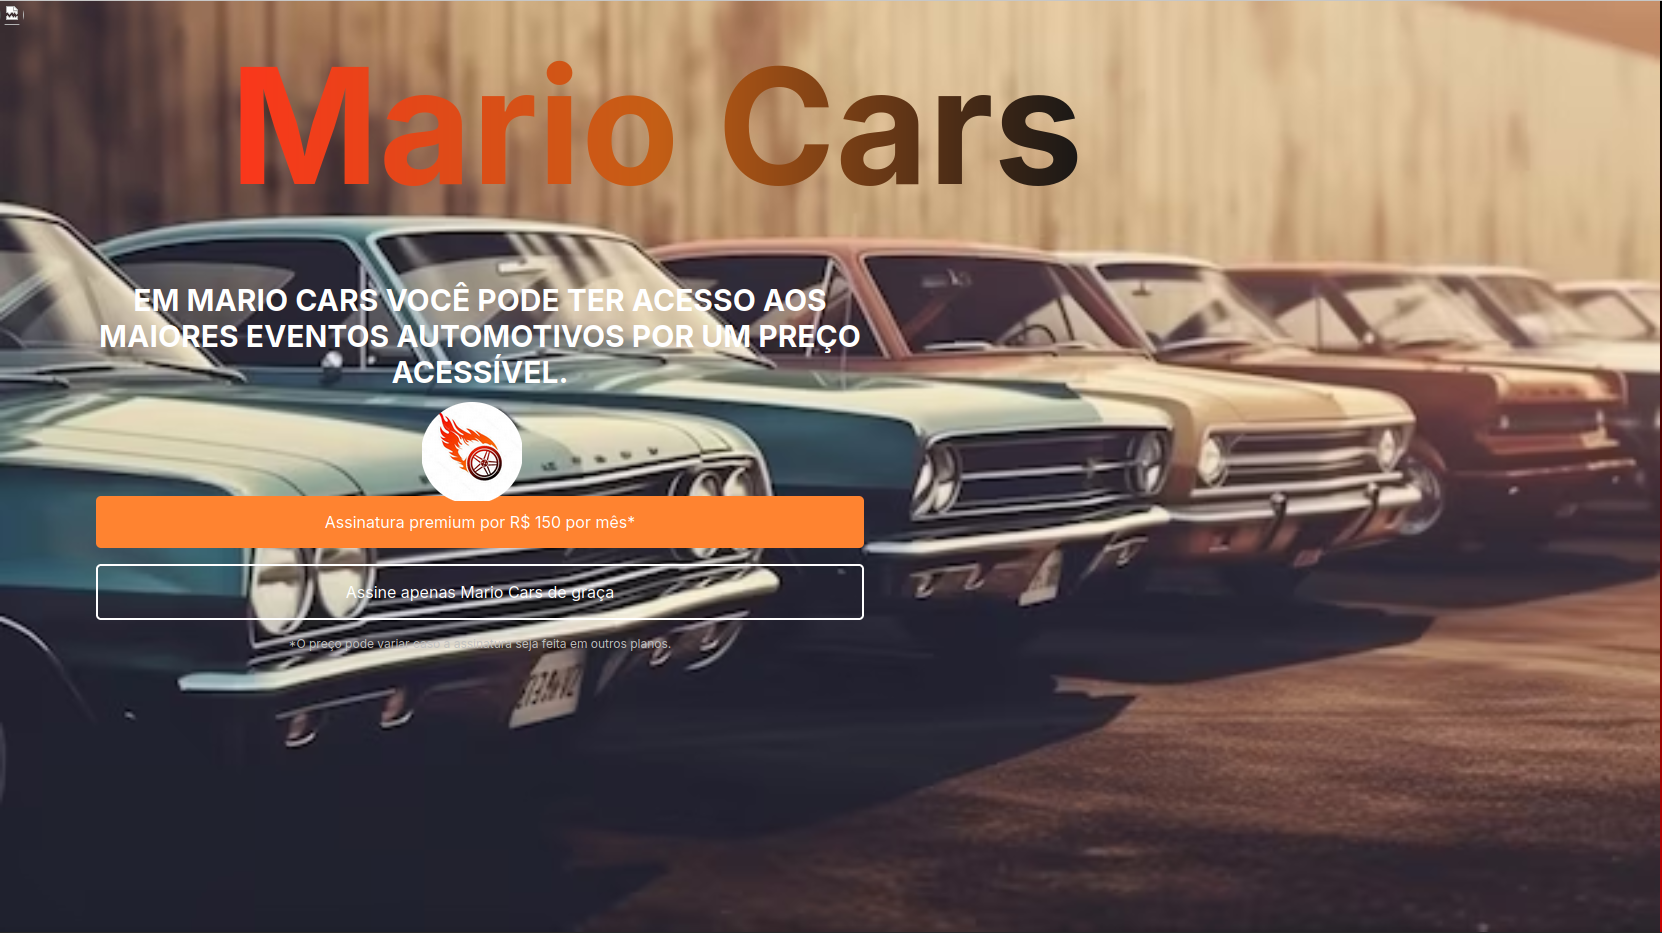 Mario Cars
EM MARIO CARS VOCÊ PODE TER ACESSO AOS
MAIORES EVENTOS AUTOMOTIVOS POR UM PREÇO
ACESSÍVEL.
Assinatura premium por R$ 150 por mês*
Assine apenas Mario Cars de graça
*O preço pode variar caso a assinatura seja feita em outros planos.